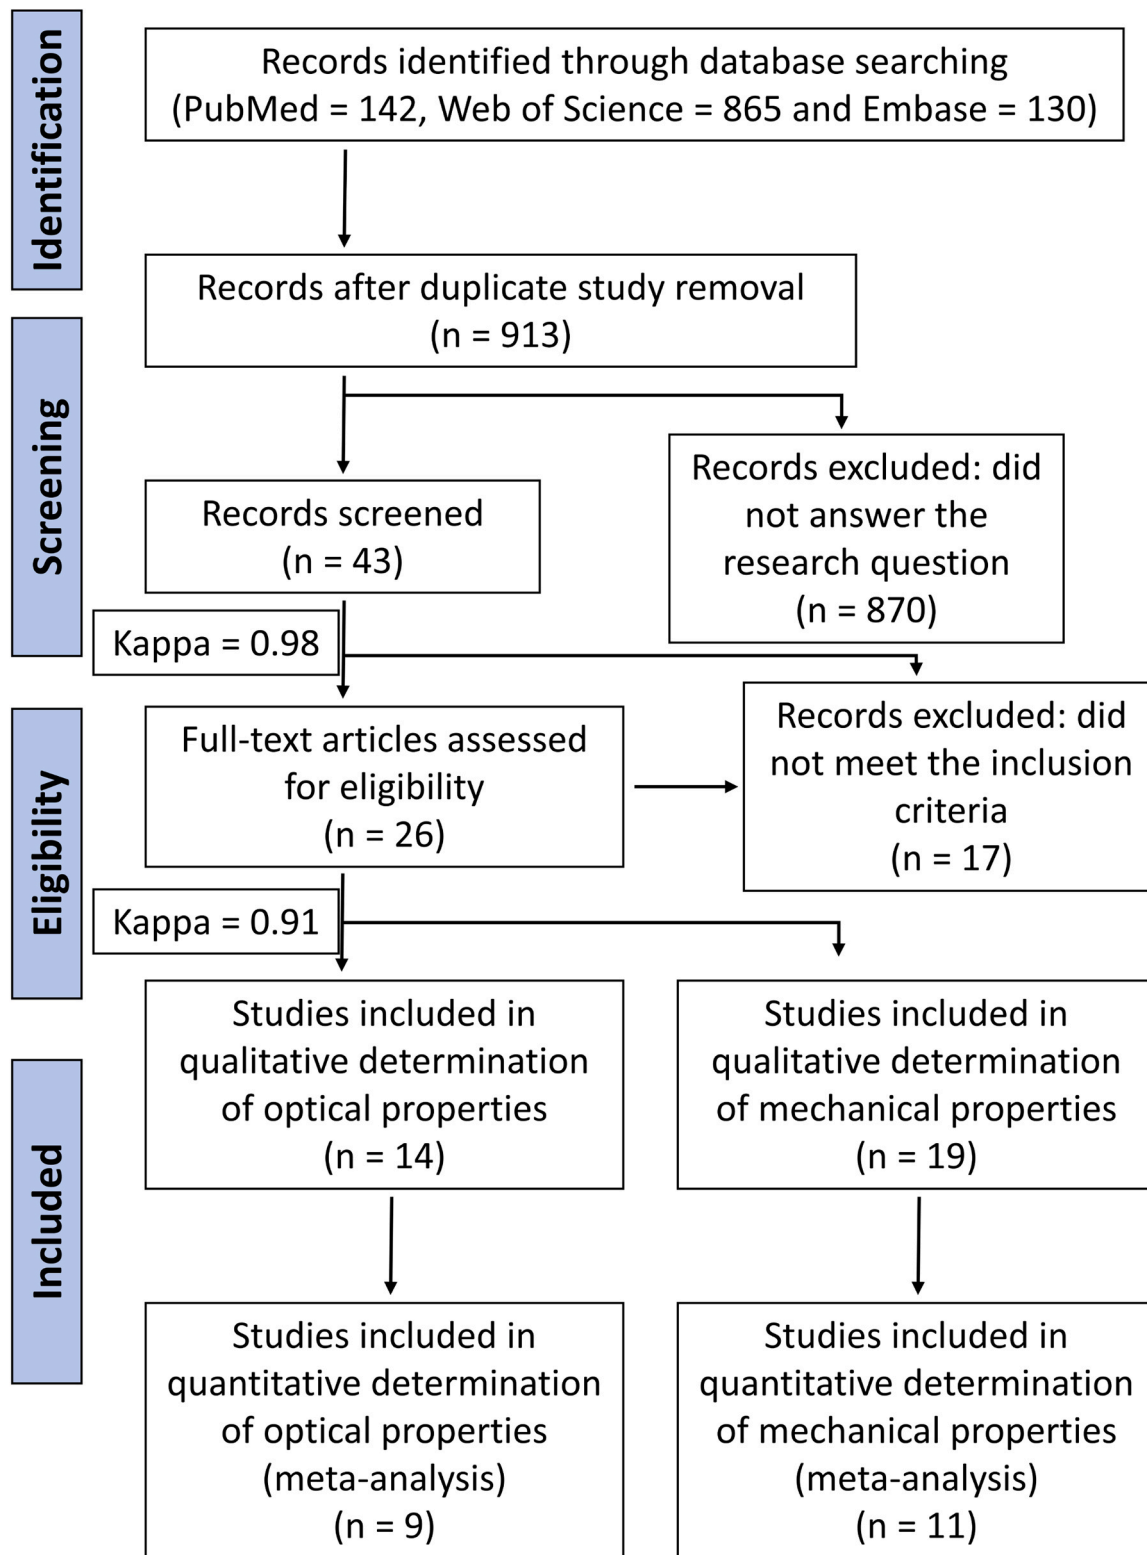 Identification
Records identified through database searching
(PubMed = 142, Web of Science = 865 and Embase = 130)
Records after duplicate study removal
(n = 913)
Screening
Records screened
(n = 43)
Records excluded: did
not answer the
research question
(n = 870)
Kappa = 0.98
Eligibility
Full-text articles assessed
for eligibility
(n = 26)
Records excluded: did
not meet the inclusion
criteria
(n = 17)
Kappa = 0.91
Included
Studies included in
qualitative determination
of optical properties
(n = 14)
Studies included in
qualitative determination
of mechanical properties
(n = 19)
Studies included in
quantitative determination
of optical properties
(meta-analysis)
(n = 9)
Studies included in
quantitative determination
of mechanical properties
(meta-analysis)
(n = 11)